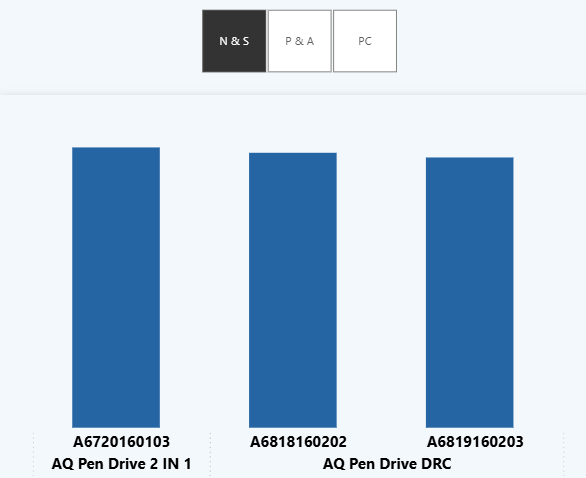 N & S P & A PC
A6720160103 A6818160202 A6819160203
AQ Pen Drive 2 IN 1 AQ Pen Drive DRC